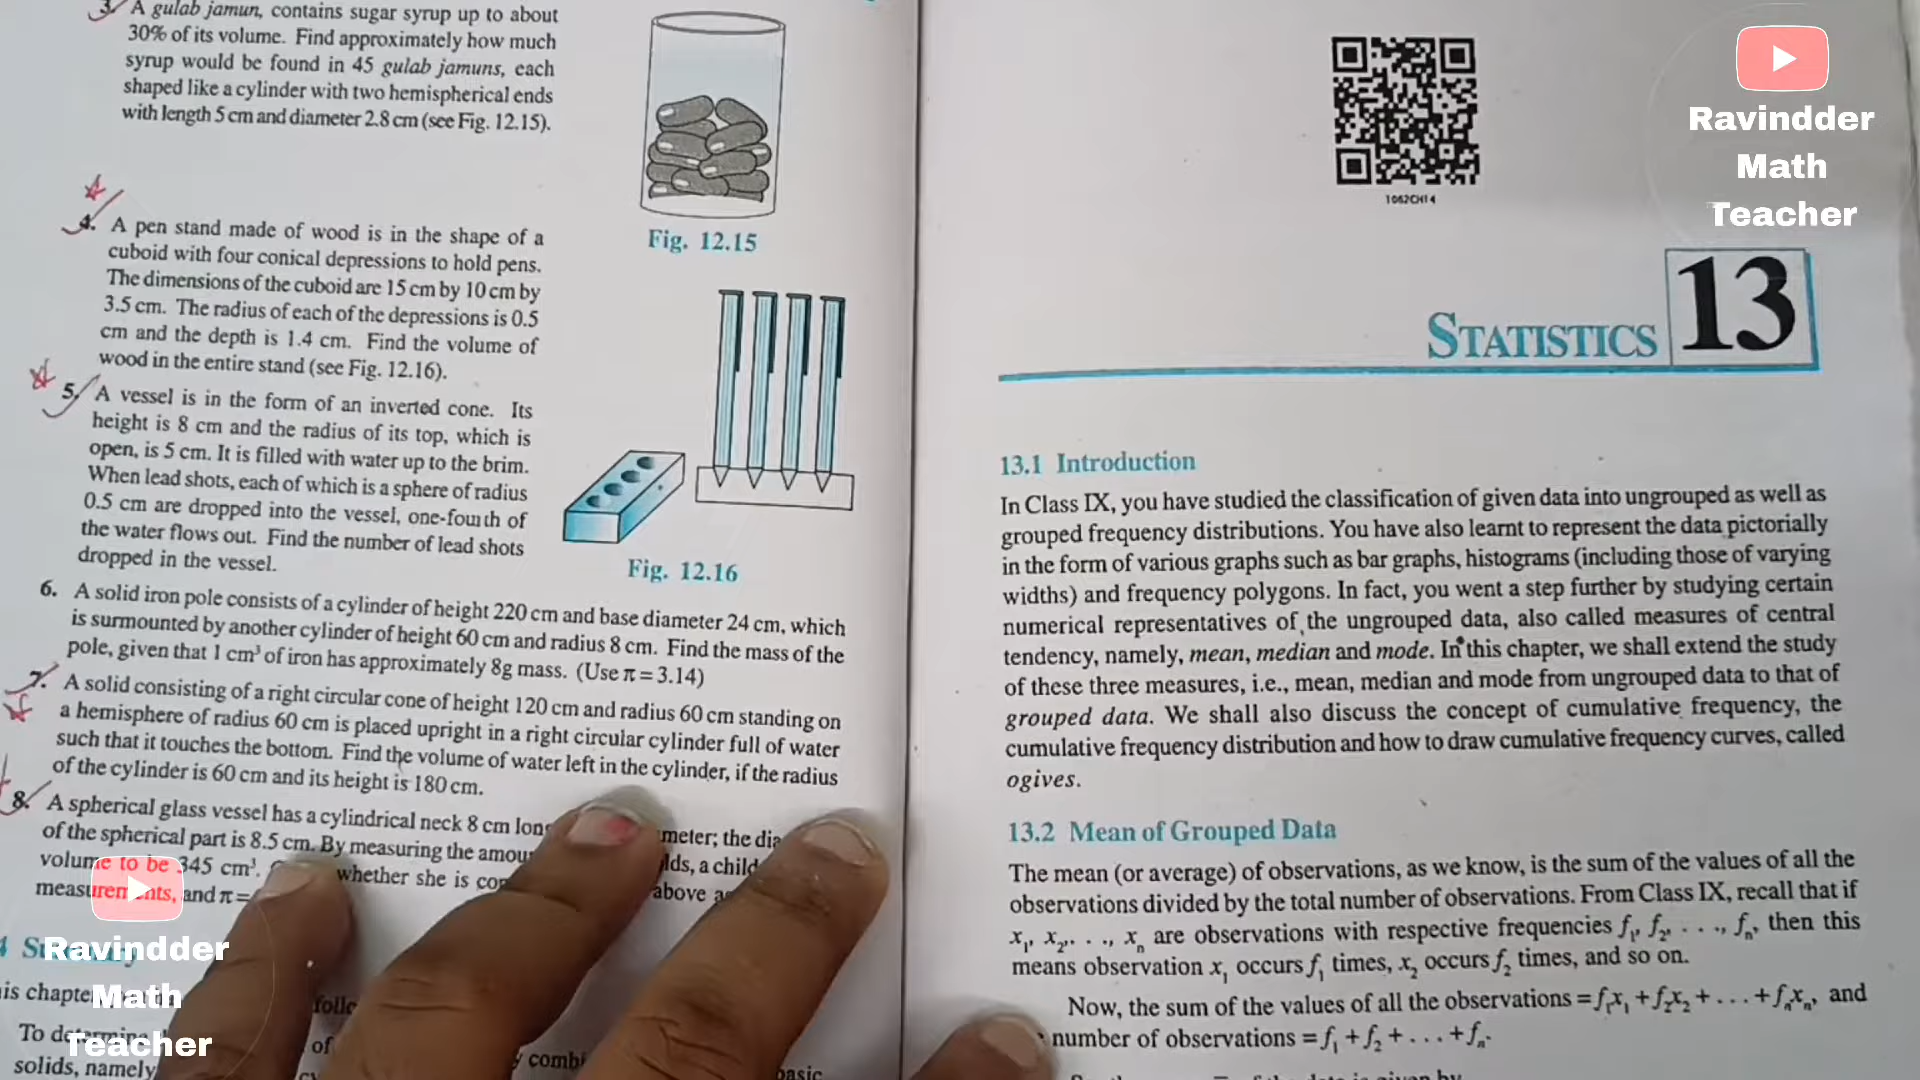 3. A gulab jamun, contains sugar syrup up to about
30% of its volume. Find approximately how much
syrup would be found in 45 gulab jamuns, each
shaped like a cylinder with two hemispherical ends
with length 5 cm and diameter 2.8 cm (see Fig. 12.15).
Fig. 12.15
4. A pen stand made of wood is in the shape of a
cuboid with four conical depressions to hold pens.
The dimensions of the cuboid are 15 cm by 10 cm by
3.5 cm. The radius of each of the depressions is 0.5
cm and the depth is 1.4 cm. Find the volume of
wood in the entire stand (see Fig. 12.16).
5. A vessel is in the form of an inverted cone. Its
height is 8 cm and the radius of its top, which is
open, is 5 cm. It is filled with water up to the brim.
When lead shots, each of which is a sphere of radius
0.5 cm are dropped into the vessel, one-fourth of
the water flows out. Find the number of lead shots
dropped in the vessel.
Fig. 12.16
6. A solid iron pole consists of a cylinder of height 220 cm and base diameter 24 cm, which
is surmounted by another cylinder of height 60 cm and radius 8 cm. Find the mass of the
pole, given that 1 cm³ of iron has approximately 8g mass. (Use π = 3.14)
7. A solid consisting of a right circular cone of height 120 cm and radius 60 cm standing on
a hemisphere of radius 60 cm is placed upright in a right circular cylinder full of water
such that it touches the bottom. Find the volume of water left in the cylinder, if the radius
of the cylinder is 60 cm and its height is 180 cm.
8. A spherical glass vessel has a cylindrical neck 8 cm long meter; the dia
of the spherical part is 8.5 cm. By measuring the amou lds, a child
volume to be 345 cm³. whether she is cor above a
measurements, and π =
4 Summary
is chapter, foll
To determine of
solids, namely combi basic
Ravindder
Math
Teacher
1062CH14
STATISTICS 13
13.1 Introduction
In Class IX, you have studied the classification of given data into ungrouped as well as
grouped frequency distributions. You have also learnt to represent the data pictorially
in the form of various graphs such as bar graphs, histograms (including those of varying
widths) and frequency polygons. In fact, you went a step further by studying certain
numerical representatives of the ungrouped data, also called measures of central
tendency, namely, mean, median and mode. In this chapter, we shall extend the study
of these three measures, i.e., mean, median and mode from ungrouped data to that of
grouped data. We shall also discuss the concept of cumulative frequency, the
cumulative frequency distribution and how to draw cumulative frequency curves, called
ogives.
13.2 Mean of Grouped Data
The mean (or average) of observations, as we know, is the sum of the values of all the
observations divided by the total number of observations. From Class IX, recall that if
x₁, x₂, . . ., xₙ are observations with respective frequencies f₁, f₂, . . ., fₙ, then this
means observation x₁ occurs f₁ times, x₂ occurs f₂ times, and so on.
Now, the sum of the values of all the observations = f₁x₁ + f₂x₂ + . . . + fₙxₙ, and
number of observations = f₁ + f₂ + . . . + fₙ.
Ravindder
Math
Teacher